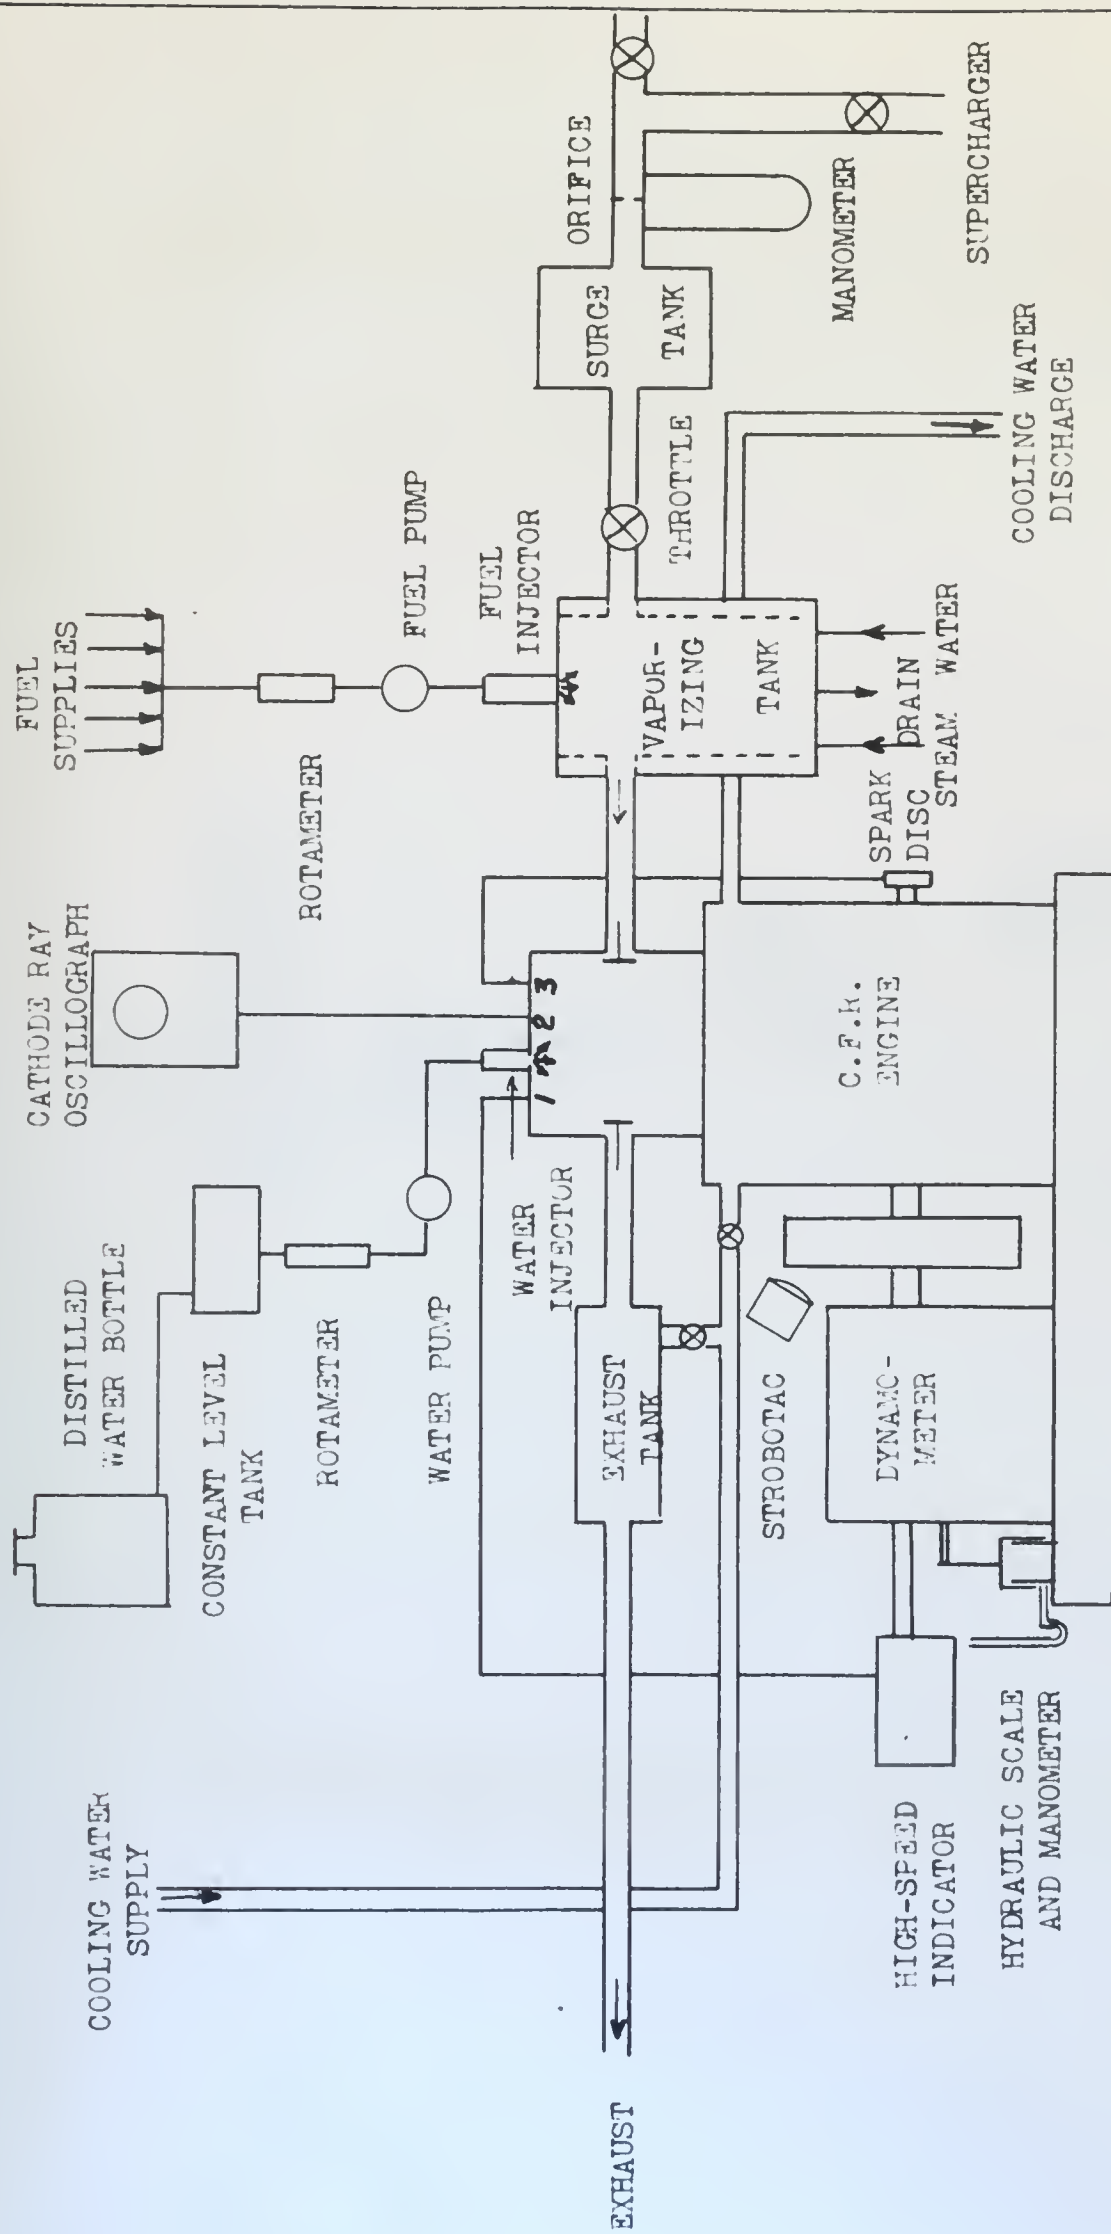 COOLING WATER
SUPPLY
DISTILLED
WATER BOTTLE
CATHODE RAY
OSCILLOGRAPH
FUEL
SUPPLIES
CONSTANT LEVEL
TANK
ROTAMETER
WATER PUMP
ROTAMETER
FUEL PUMP
WATER
INJECTOR
1
2
3
FUEL
INJECTOR
ORIFICE
EXHAUST
EXHAUST
TANK
VAPOR-
IZING
TANK
THROTTLE
SURGE
TANK
MANOMETER
STROBOTAC
SPARK
DISC
DRAIN
STEAM WATER
SUPERCHARGER
HIGH-SPEED
INDICATOR
DYNAMO-
METER
C.F.R.
ENGINE
COOLING WATER
DISCHARGE
HYDRAULIC SCALE
AND MANOMETER